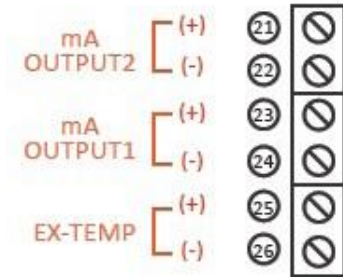 (+) 21
mA
OUTPUT2
(-) 22
(+) 23
mA
OUTPUT1
(-) 24
(+) 25
EX-TEMP
(-) 26